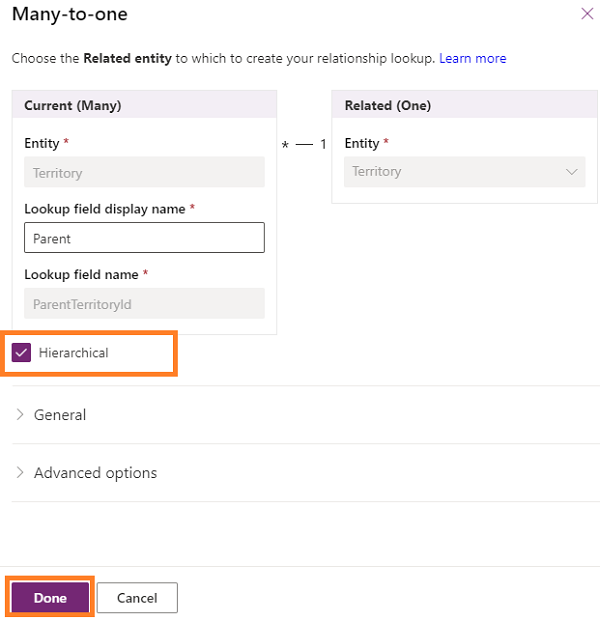 Many-to-one
Choose the Related entity to which to create your relationship lookup. Learn more
Current (Many)
Entity *
Territory
Lookup field display name *
Parent
Lookup field name *
ParentTerritoryId
* — 1
Related (One)
Entity *
Territory
Hierarchical
General
Advanced options
Done
Cancel